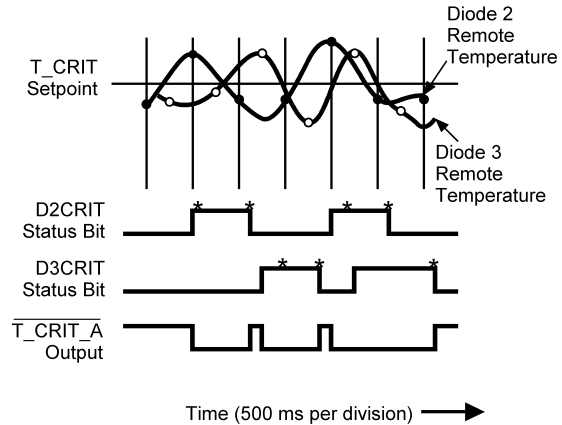 Diode 2
Remote
Temperature
T_CRIT
Setpoint
Diode 3
Remote
Temperature
D2CRIT
Status Bit
* * * *
D3CRIT
Status Bit
* * *
T_CRIT_A
Output
Time (500 ms per division)